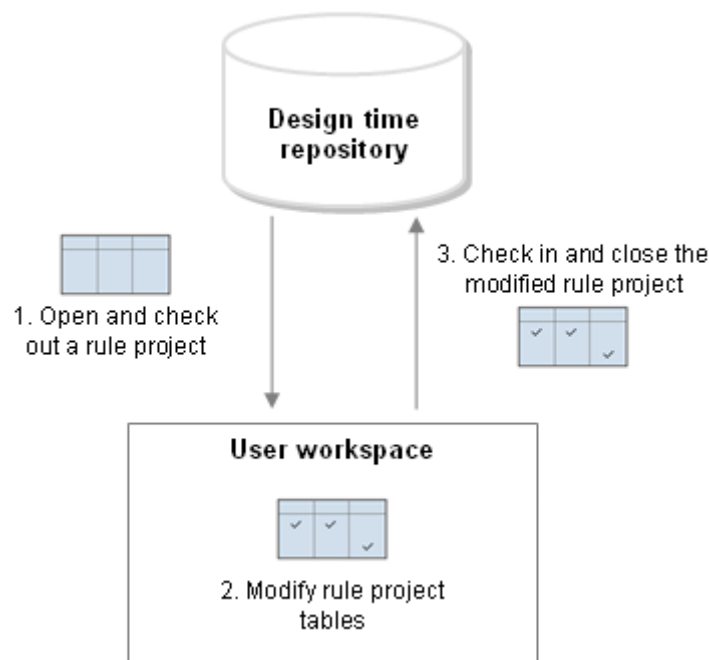 Design time
repository
1. Open and check
out a rule project
3. Check in and close the
modified rule project
User workspace
2. Modify rule project
tables